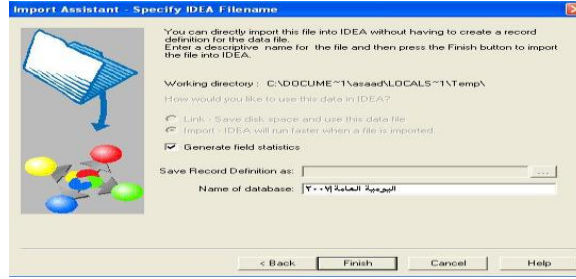 Import Assistant - Specify IDEA Filename
You can directly import this file into IDEA without having to create a record
definition for the data file.
Enter a descriptive name for the file and then press the Finish button to import
the file into IDEA.
Working directory : C:\DOCUME~1\asaad\LOCALS~1\Temp\
How would you like to use this data in IDEA?
Link - Save disk space and use this data file
Import - IDEA will run faster when a file is imported.
Generate field statistics
Save Record Definition as:
...
Name of database: اليومية العامة ٢٠٠٧
< Back
Finish
Cancel
Help